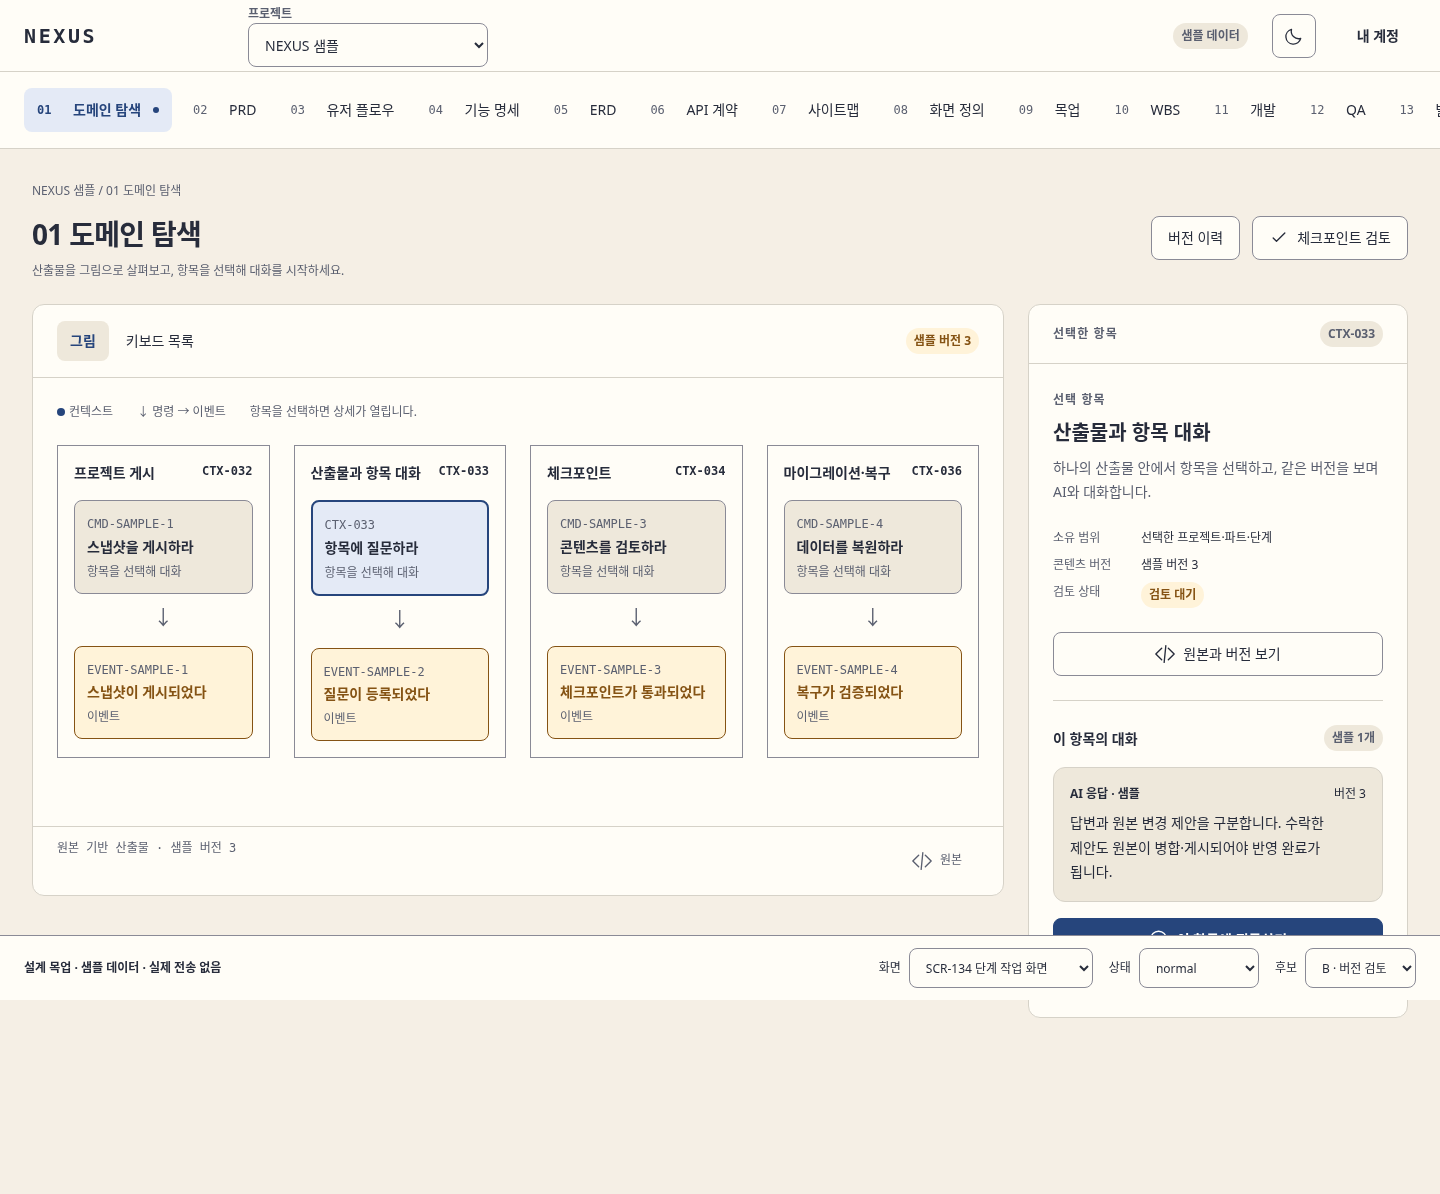 프로젝트
NEXUS
NEXUS 샘플
샘플 데이터
내 계정
01 도메인 탐색
02 PRD
03 유저 플로우
04 기능 명세
05 ERD
06 API 계약
07 사이트맵
08 화면 정의
09 목업
10 WBS
11 개발
12 QA
13
NEXUS 샘플 / 01 도메인 탐색
01 도메인 탐색
산출물을 그림으로 살펴보고, 항목을 선택해 대화를 시작하세요.
버전 이력
체크포인트 검토
그림
키보드 목록
샘플 버전 3
컨텍스트
↓ 명령 → 이벤트
항목을 선택하면 상세가 열립니다.
프로젝트 게시 CTX-032
CMD-SAMPLE-1
스냅샷을 게시하라
항목을 선택해 대화
↓
EVENT-SAMPLE-1
스냅샷이 게시되었다
이벤트
산출물과 항목 대화 CTX-033
CTX-033
항목에 질문하라
항목을 선택해 대화
↓
EVENT-SAMPLE-2
질문이 등록되었다
이벤트
체크포인트 CTX-034
CMD-SAMPLE-3
콘텐츠를 검토하라
항목을 선택해 대화
↓
EVENT-SAMPLE-3
체크포인트가 통과되었다
이벤트
마이그레이션·복구 CTX-036
CMD-SAMPLE-4
데이터를 복원하라
항목을 선택해 대화
↓
EVENT-SAMPLE-4
복구가 검증되었다
이벤트
원본 기반 산출물 · 샘플 버전 3
원본
선택한 항목 CTX-033
선택 항목
산출물과 항목 대화
하나의 산출물 안에서 항목을 선택하고, 같은 버전을 보며
AI와 대화합니다.
소유 범위 선택한 프로젝트·파트·단계
콘텐츠 버전 샘플 버전 3
검토 상태 검토 대기
원본과 버전 보기
이 항목의 대화 샘플 1개
AI 응답 · 샘플 버전 3
답변과 원본 변경 제안을 구분합니다. 수락한
제안도 원본이 병합·게시되어야 반영 완료가
됩니다.
설계 목업 · 샘플 데이터 · 실제 전송 없음
화면 SCR-134 단계 작업 화면
상태 normal
후보 B · 버전 검토